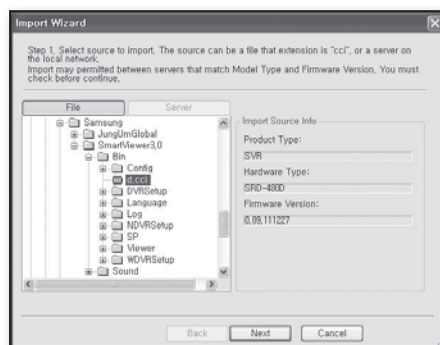 Import Wizard
Step 1. Select source to import. The source can be a file that extension is "cci", or a server on
the local network.
Import may permitted between servers that match Model Type and Firmware Version. You must
check before continue.
File
Server
Samsung
JungUmGlobal
SmartViewer3,0
Bin
Config
d.cci
DVRSetup
Language
Log
NDVRSetup
SP
Viewer
WDVRSetup
Sound
Import Source Info
Product Type:
SVR
Hardware Type:
SRD-480D
Firmware Version:
0,89,111227
Back
Next
Cancel